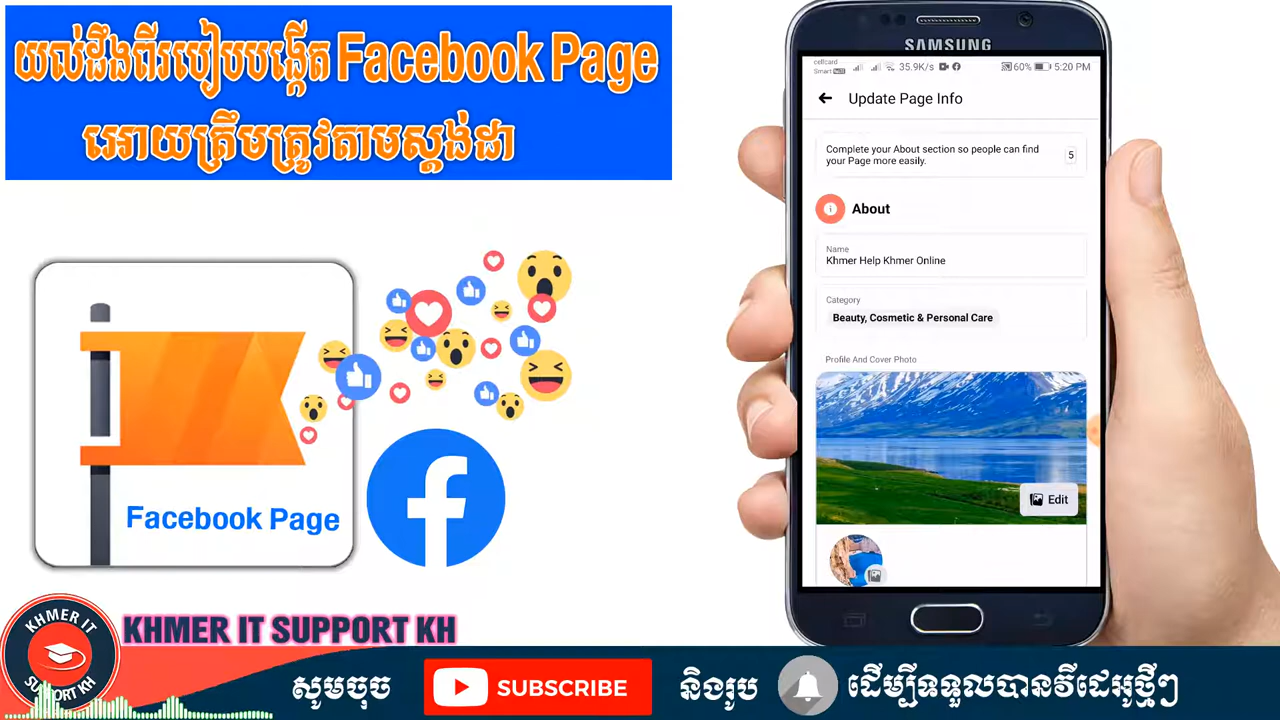 យល់ដឹងពីរបៀបបង្កើត Facebook Page
អោយត្រឹមត្រូវតាមស្តង់ដា
Facebook Page
KHMER IT
SUPPORT KH
KHMER IT SUPPORT KH
សូមចុច
SUBSCRIBE
និងរូប
ដើម្បីទទួលបានវីដេអូថ្មីៗ
SAMSUNG
cellcard
Smart
35.9K/s
60%
5:20 PM
Update Page Info
Complete your About section so people can find
your Page more easily.
5
About
Name
Khmer Help Khmer Online
Category
Beauty, Cosmetic & Personal Care
Profile And Cover Photo
Edit